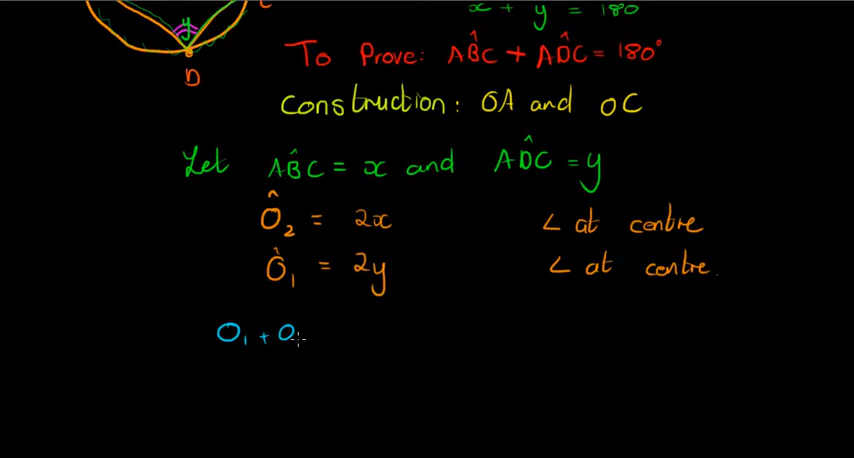 C
x + y = 180
y
D
To Prove: AB̂C + AD̂C = 180°
Construction: OA and OC
Let AB̂C = x and AD̂C = y
Ô₂ = 2x ∠ at centre
Ô₁ = 2y ∠ at centre.
O₁ + O